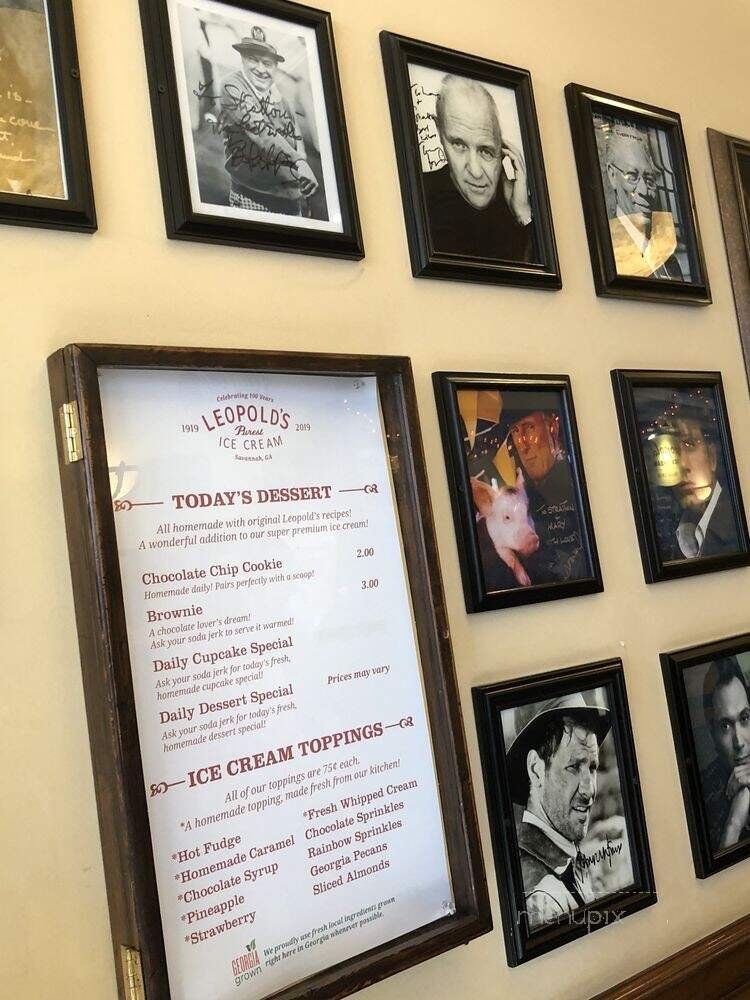 To Stratton
Celebrating 100 Years
1919 LEOPOLD'S 2019
Purest
ICE CREAM
Savannah, GA
TODAY'S DESSERT
All homemade with original Leopold's recipes!
A wonderful addition to our super premium ice cream!
Chocolate Chip Cookie 2.00
Homemade daily! Pairs perfectly with a scoop!
Brownie 3.00
A chocolate lover's dream!
Ask your soda jerk to serve it warmed!
Daily Cupcake Special
Ask your soda jerk for today's fresh,
homemade cupcake special!
Prices may vary
Daily Dessert Special
Ask your soda jerk for today's fresh,
homemade dessert special!
ICE CREAM TOPPINGS
All of our toppings are 75¢ each.
*A homemade topping, made fresh from our kitchen!
*Hot Fudge
*Homemade Caramel
*Chocolate Syrup
*Pineapple
*Strawberry
*Fresh Whipped Cream
Chocolate Sprinkles
Rainbow Sprinkles
Georgia Pecans
Sliced Almonds
GEORGIA
grown
We proudly use fresh local ingredients grown
right here in Georgia whenever possible.
TO STRATTON
&
MARY
WITH LOVE
menupix